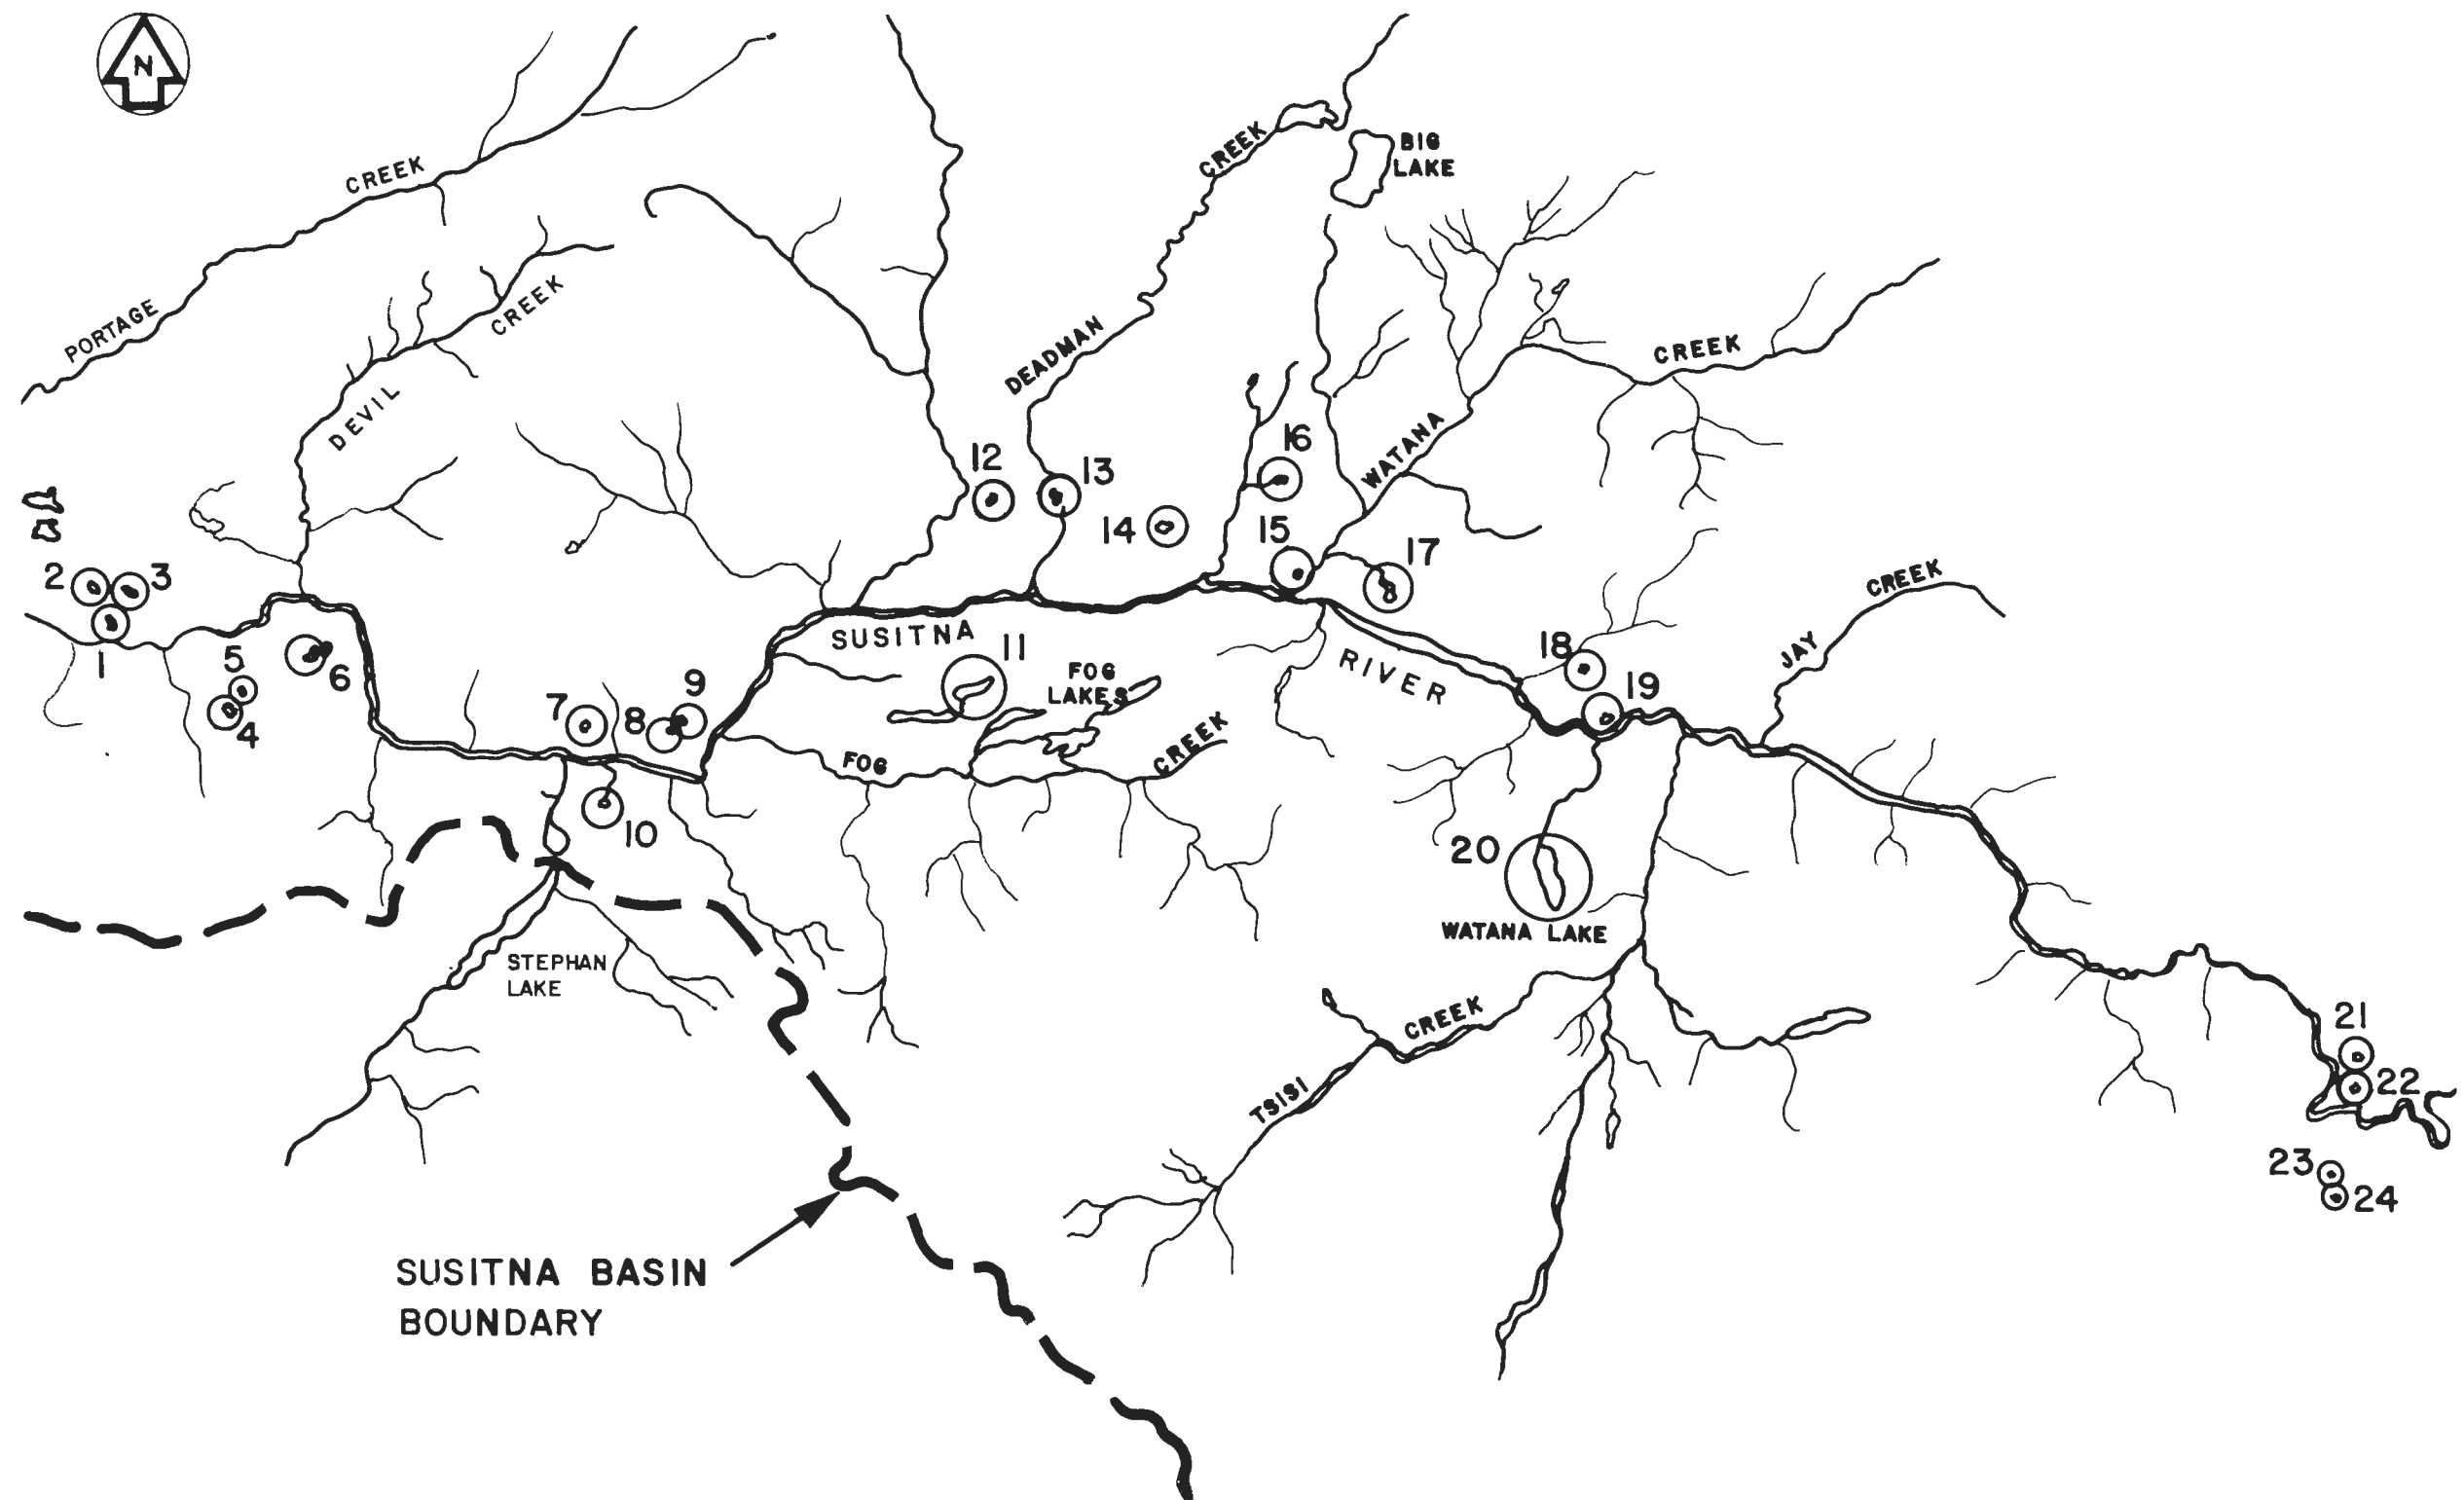 N
CREEK
PORTAGE
CREEK
DEVIL
CREEK
DEADMAN
BIG
LAKE
CREEK
WATANA
12
13
14
16
15
17
2
3
1
5
4
6
7
8
9
10
SUSITNA
11
FOG
LAKES
FOG
CREEK
RIVER
18
19
JAY
CREEK
20
WATANA LAKE
STEPHAN
LAKE
TSISI
CREEK
21
22
23
24
SUSITNA BASIN
BOUNDARY